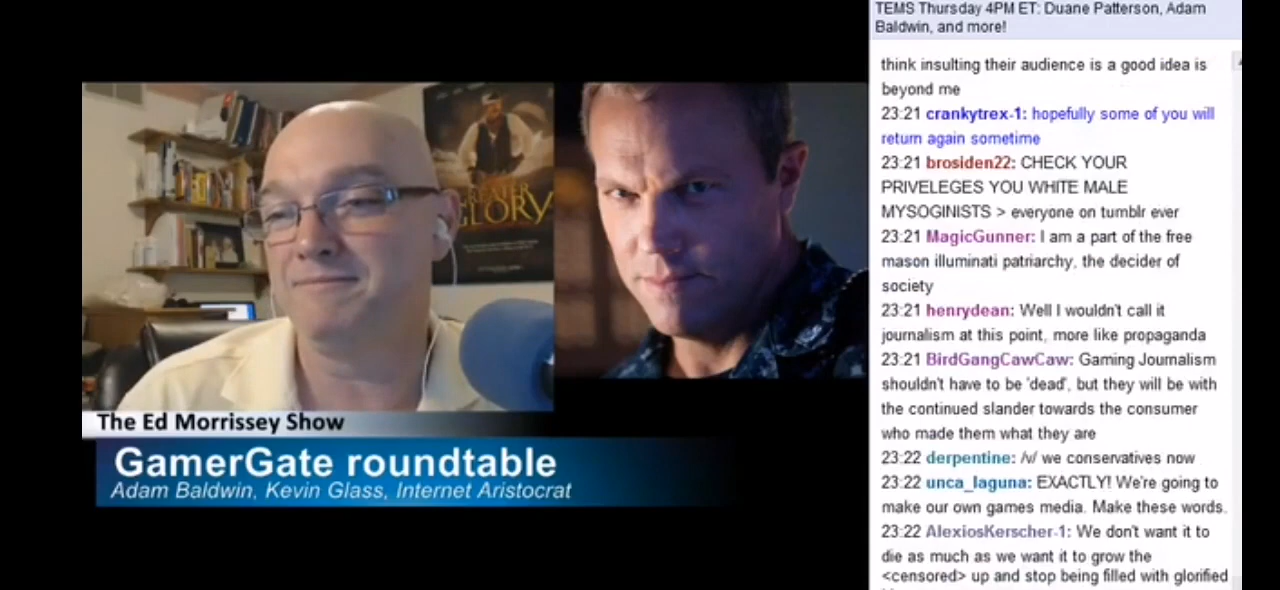 TEMS Thursday 4PM ET: Duane Patterson, Adam
Baldwin, and more!
think insulting their audience is a good idea is
beyond me
23:21 crankytrex-1: hopefully some of you will
return again sometime
23:21 brosiden22: CHECK YOUR
PRIVELEGES YOU WHITE MALE
MYSOGINISTS > everyone on tumblr ever
23:21 MagicGunner: I am a part of the free
mason illuminati patriarchy, the decider of
society
23:21 henrydean: Well I wouldn't call it
journalism at this point, more like propaganda
23:21 BirdGangCawCaw: Gaming Journalism
shouldn't have to be 'dead', but they will be with
the continued slander towards the consumer
who made them what they are
23:22 derpentine: /v/ we conservatives now
23:22 unca_laguna: EXACTLY! We're going to
make our own games media. Make these words.
23:22 AlexiosKerscher-1: We don't want it to
die as much as we want it to grow the
<censored> up and stop being filled with glorified
GREATER
GLORY
The Ed Morrissey Show
GamerGate roundtable
Adam Baldwin, Kevin Glass, Internet Aristocrat